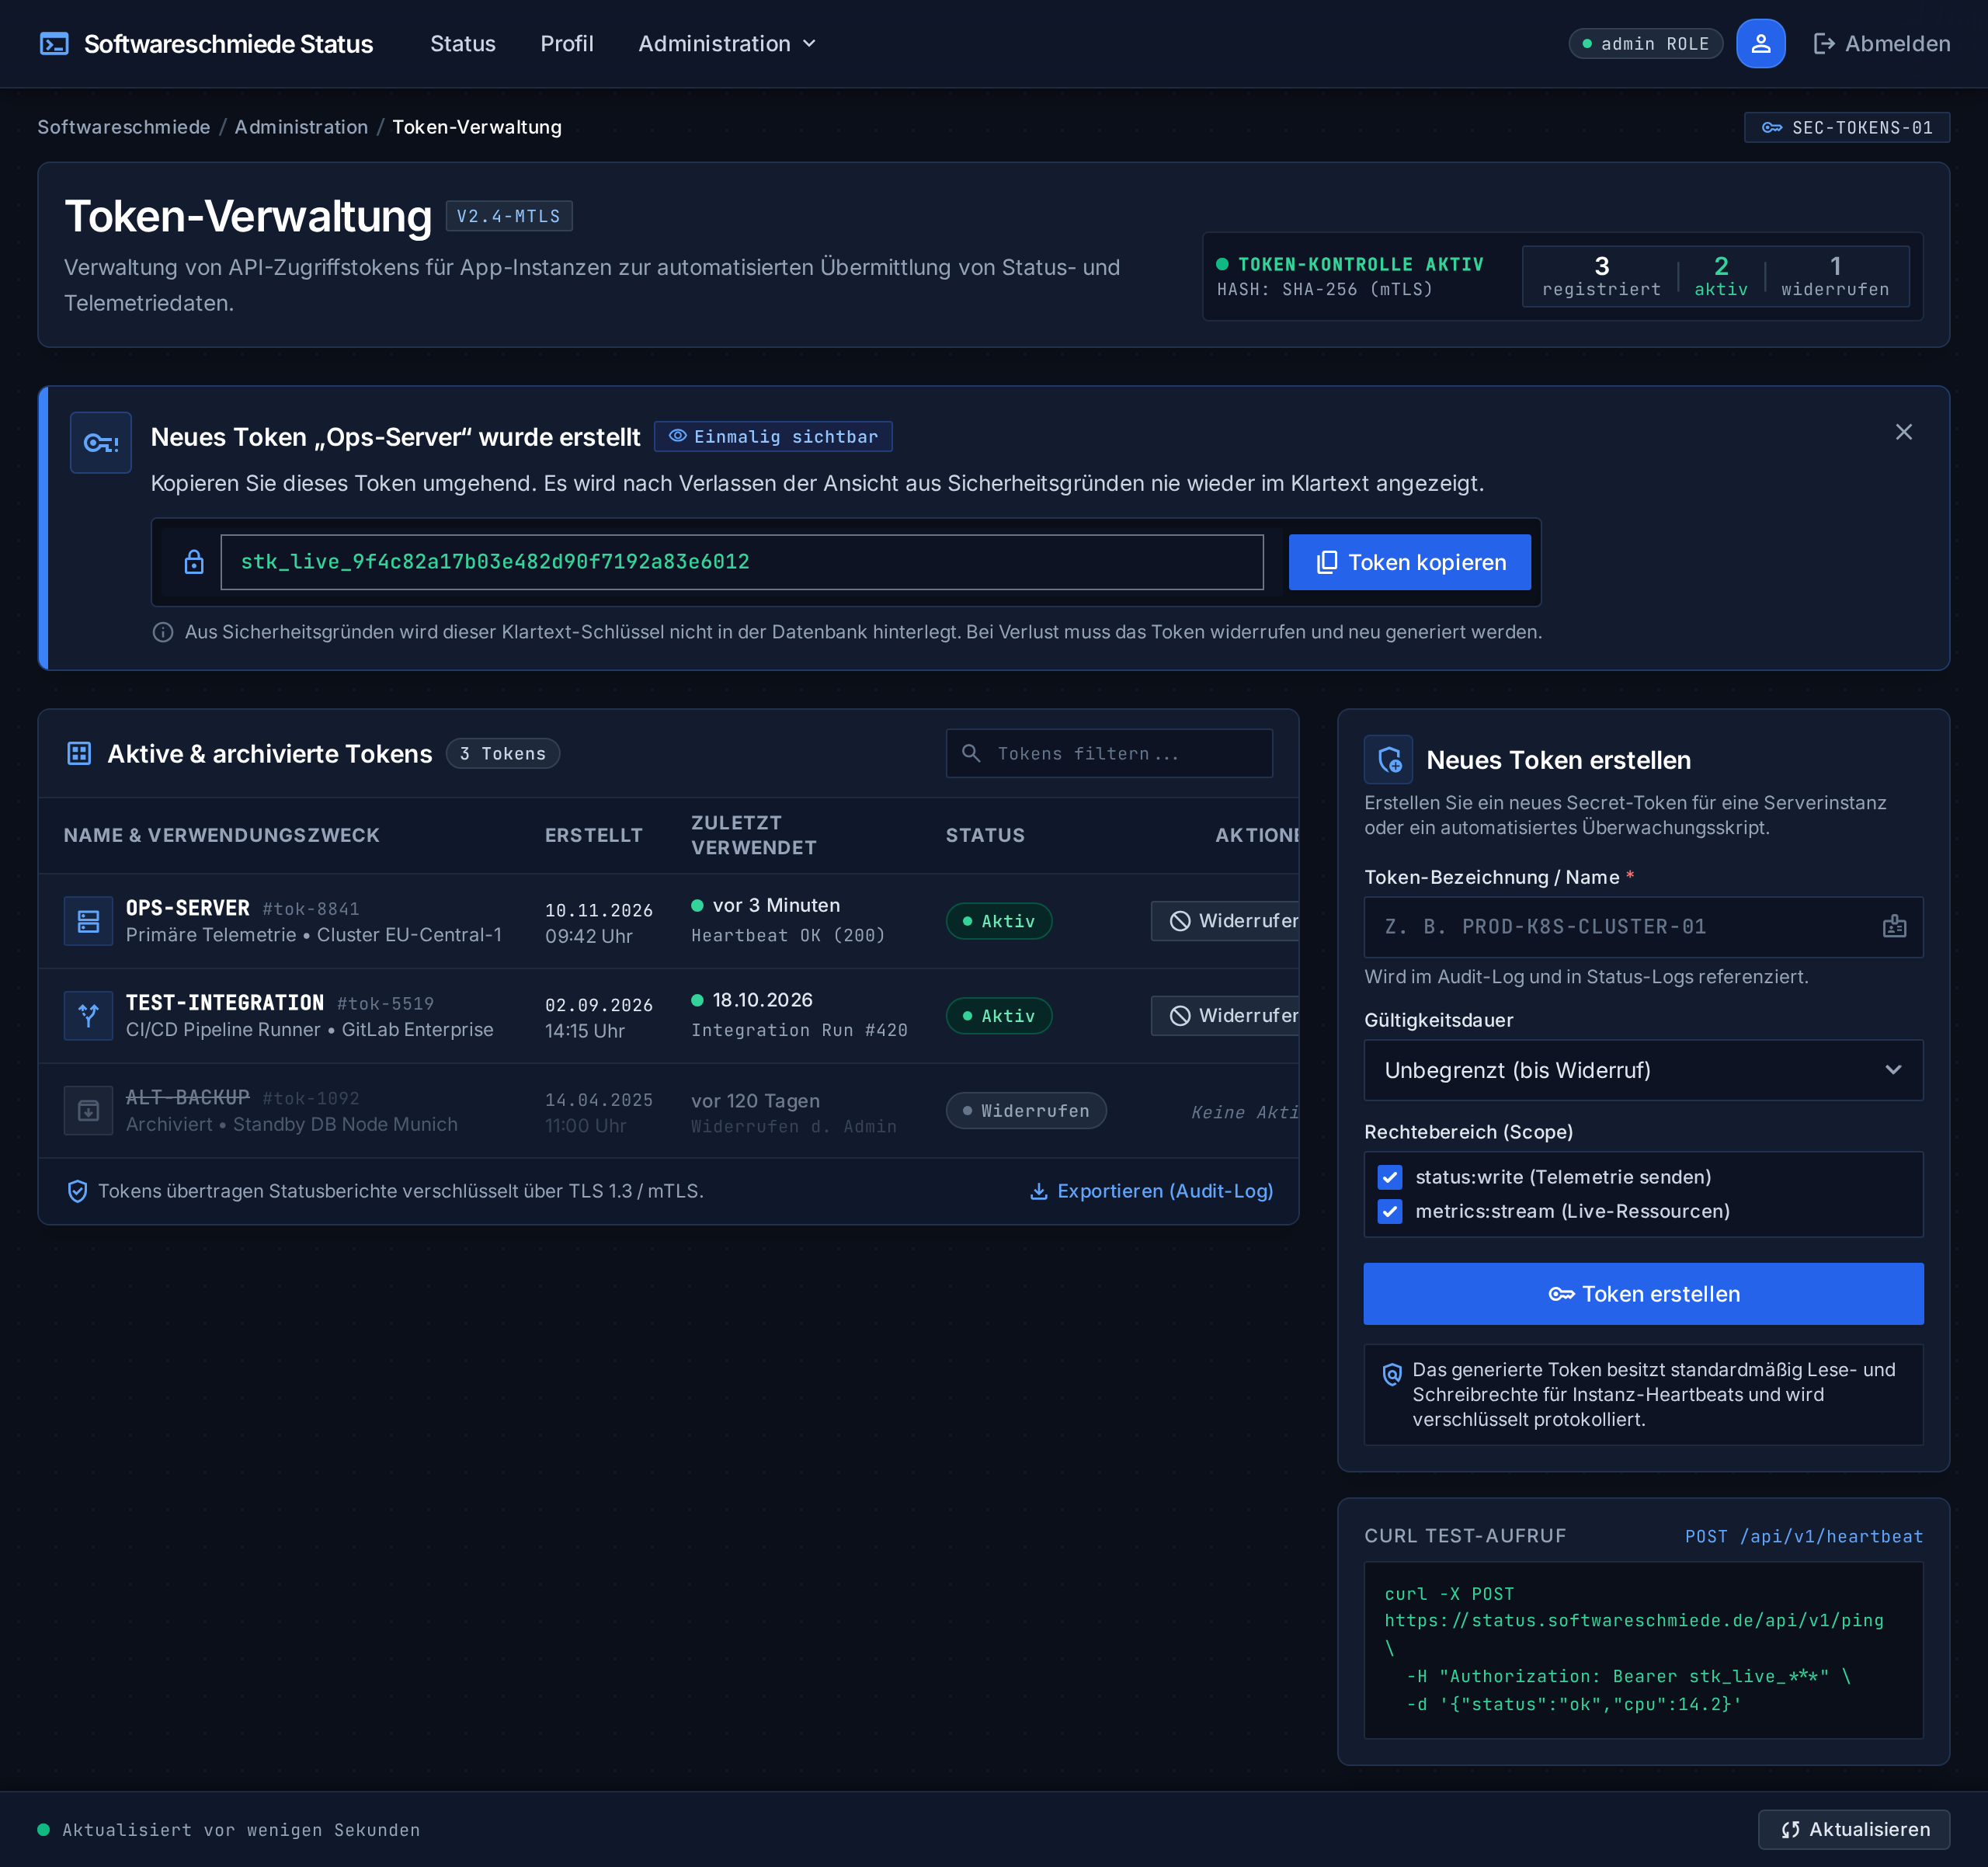 Softwareschmiede Status
Status
Profil
Administration
admin ROLE
Abmelden
Softwareschmiede / Administration / Token-Verwaltung
SEC-TOKENS-01
Token-Verwaltung
V2.4-MTLS
Verwaltung von API-Zugriffstokens für App-Instanzen zur automatisierten Übermittlung von Status- und
Telemetriedaten.
TOKEN-KONTROLLE AKTIV
HASH: SHA-256 (mTLS)
3
registriert
2
aktiv
1
widerrufen
Neues Token „Ops-Server“ wurde erstellt
Einmalig sichtbar
Kopieren Sie dieses Token umgehend. Es wird nach Verlassen der Ansicht aus Sicherheitsgründen nie wieder im Klartext angezeigt.
stk_live_9f4c82a17b03e482d90f7192a83e6012
Token kopieren
Aus Sicherheitsgründen wird dieser Klartext-Schlüssel nicht in der Datenbank hinterlegt. Bei Verlust muss das Token widerrufen und neu generiert werden.
Aktive & archivierte Tokens
3 Tokens
Tokens filtern...
NAME & VERWENDUNGSZWECK
ERSTELLT
ZULETZT
VERWENDET
STATUS
AKTIONE
OPS-SERVER #tok-8841
Primäre Telemetrie • Cluster EU-Central-1
10.11.2026
09:42 Uhr
vor 3 Minuten
Heartbeat OK (200)
Aktiv
Widerrufen
TEST-INTEGRATION #tok-5519
CI/CD Pipeline Runner • GitLab Enterprise
02.09.2026
14:15 Uhr
18.10.2026
Integration Run #420
Aktiv
Widerrufen
ALT-BACKUP #tok-1092
Archiviert • Standby DB Node Munich
14.04.2025
11:00 Uhr
vor 120 Tagen
Widerrufen d. Admin
Widerrufen
Keine Akti
Tokens übertragen Statusberichte verschlüsselt über TLS 1.3 / mTLS.
Exportieren (Audit-Log)
Neues Token erstellen
Erstellen Sie ein neues Secret-Token für eine Serverinstanz
oder ein automatisiertes Überwachungsskript.
Token-Bezeichnung / Name *
Z. B. PROD-K8S-CLUSTER-01
Wird im Audit-Log und in Status-Logs referenziert.
Gültigkeitsdauer
Unbegrenzt (bis Widerruf)
Rechtebereich (Scope)
status:write (Telemetrie senden)
metrics:stream (Live-Ressourcen)
Token erstellen
Das generierte Token besitzt standardmäßig Lese- und
Schreibrechte für Instanz-Heartbeats und wird
verschlüsselt protokolliert.
CURL TEST-AUFRUF
POST /api/v1/heartbeat
curl -X POST
https://status.softwareschmiede.de/api/v1/ping
\
-H "Authorization: Bearer stk_live_***" \
-d '{"status":"ok","cpu":14.2}'
Aktualisiert vor wenigen Sekunden
Aktualisieren